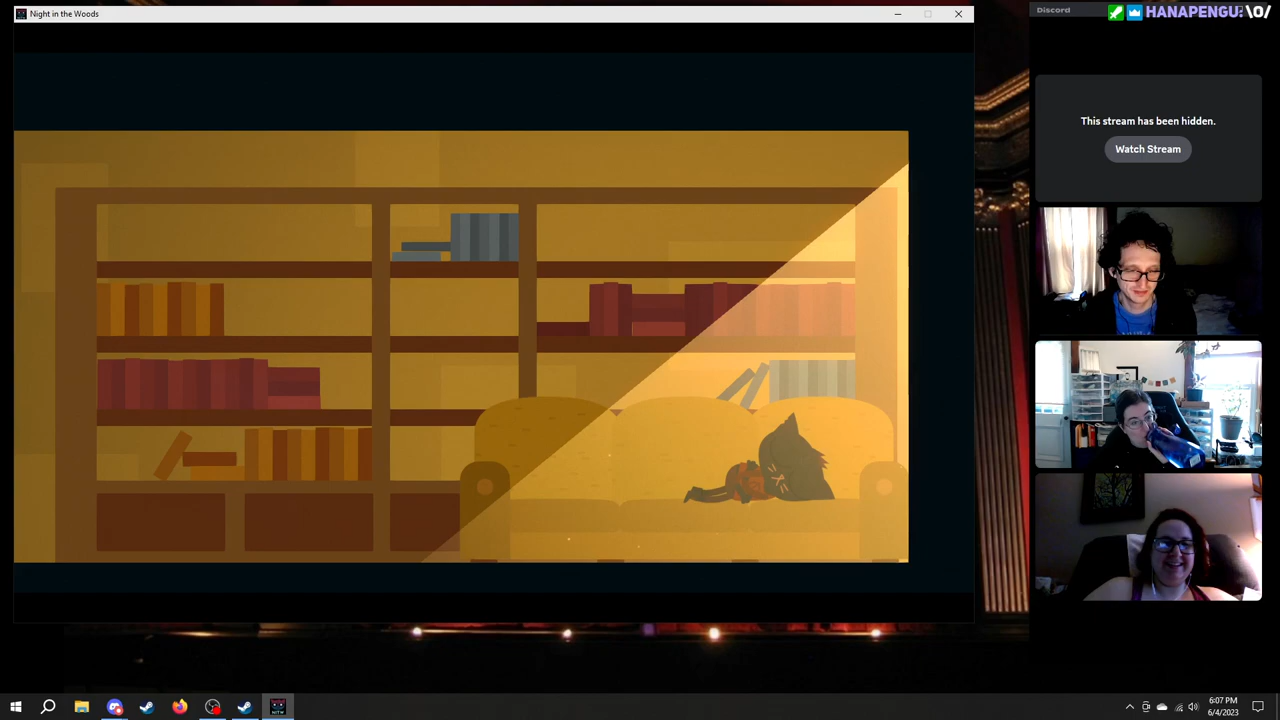 Night in the Woods
Discord
HANAPENGU! \O/
This stream has been hidden.
Watch Stream
NITW
6:07 PM
6/4/2023